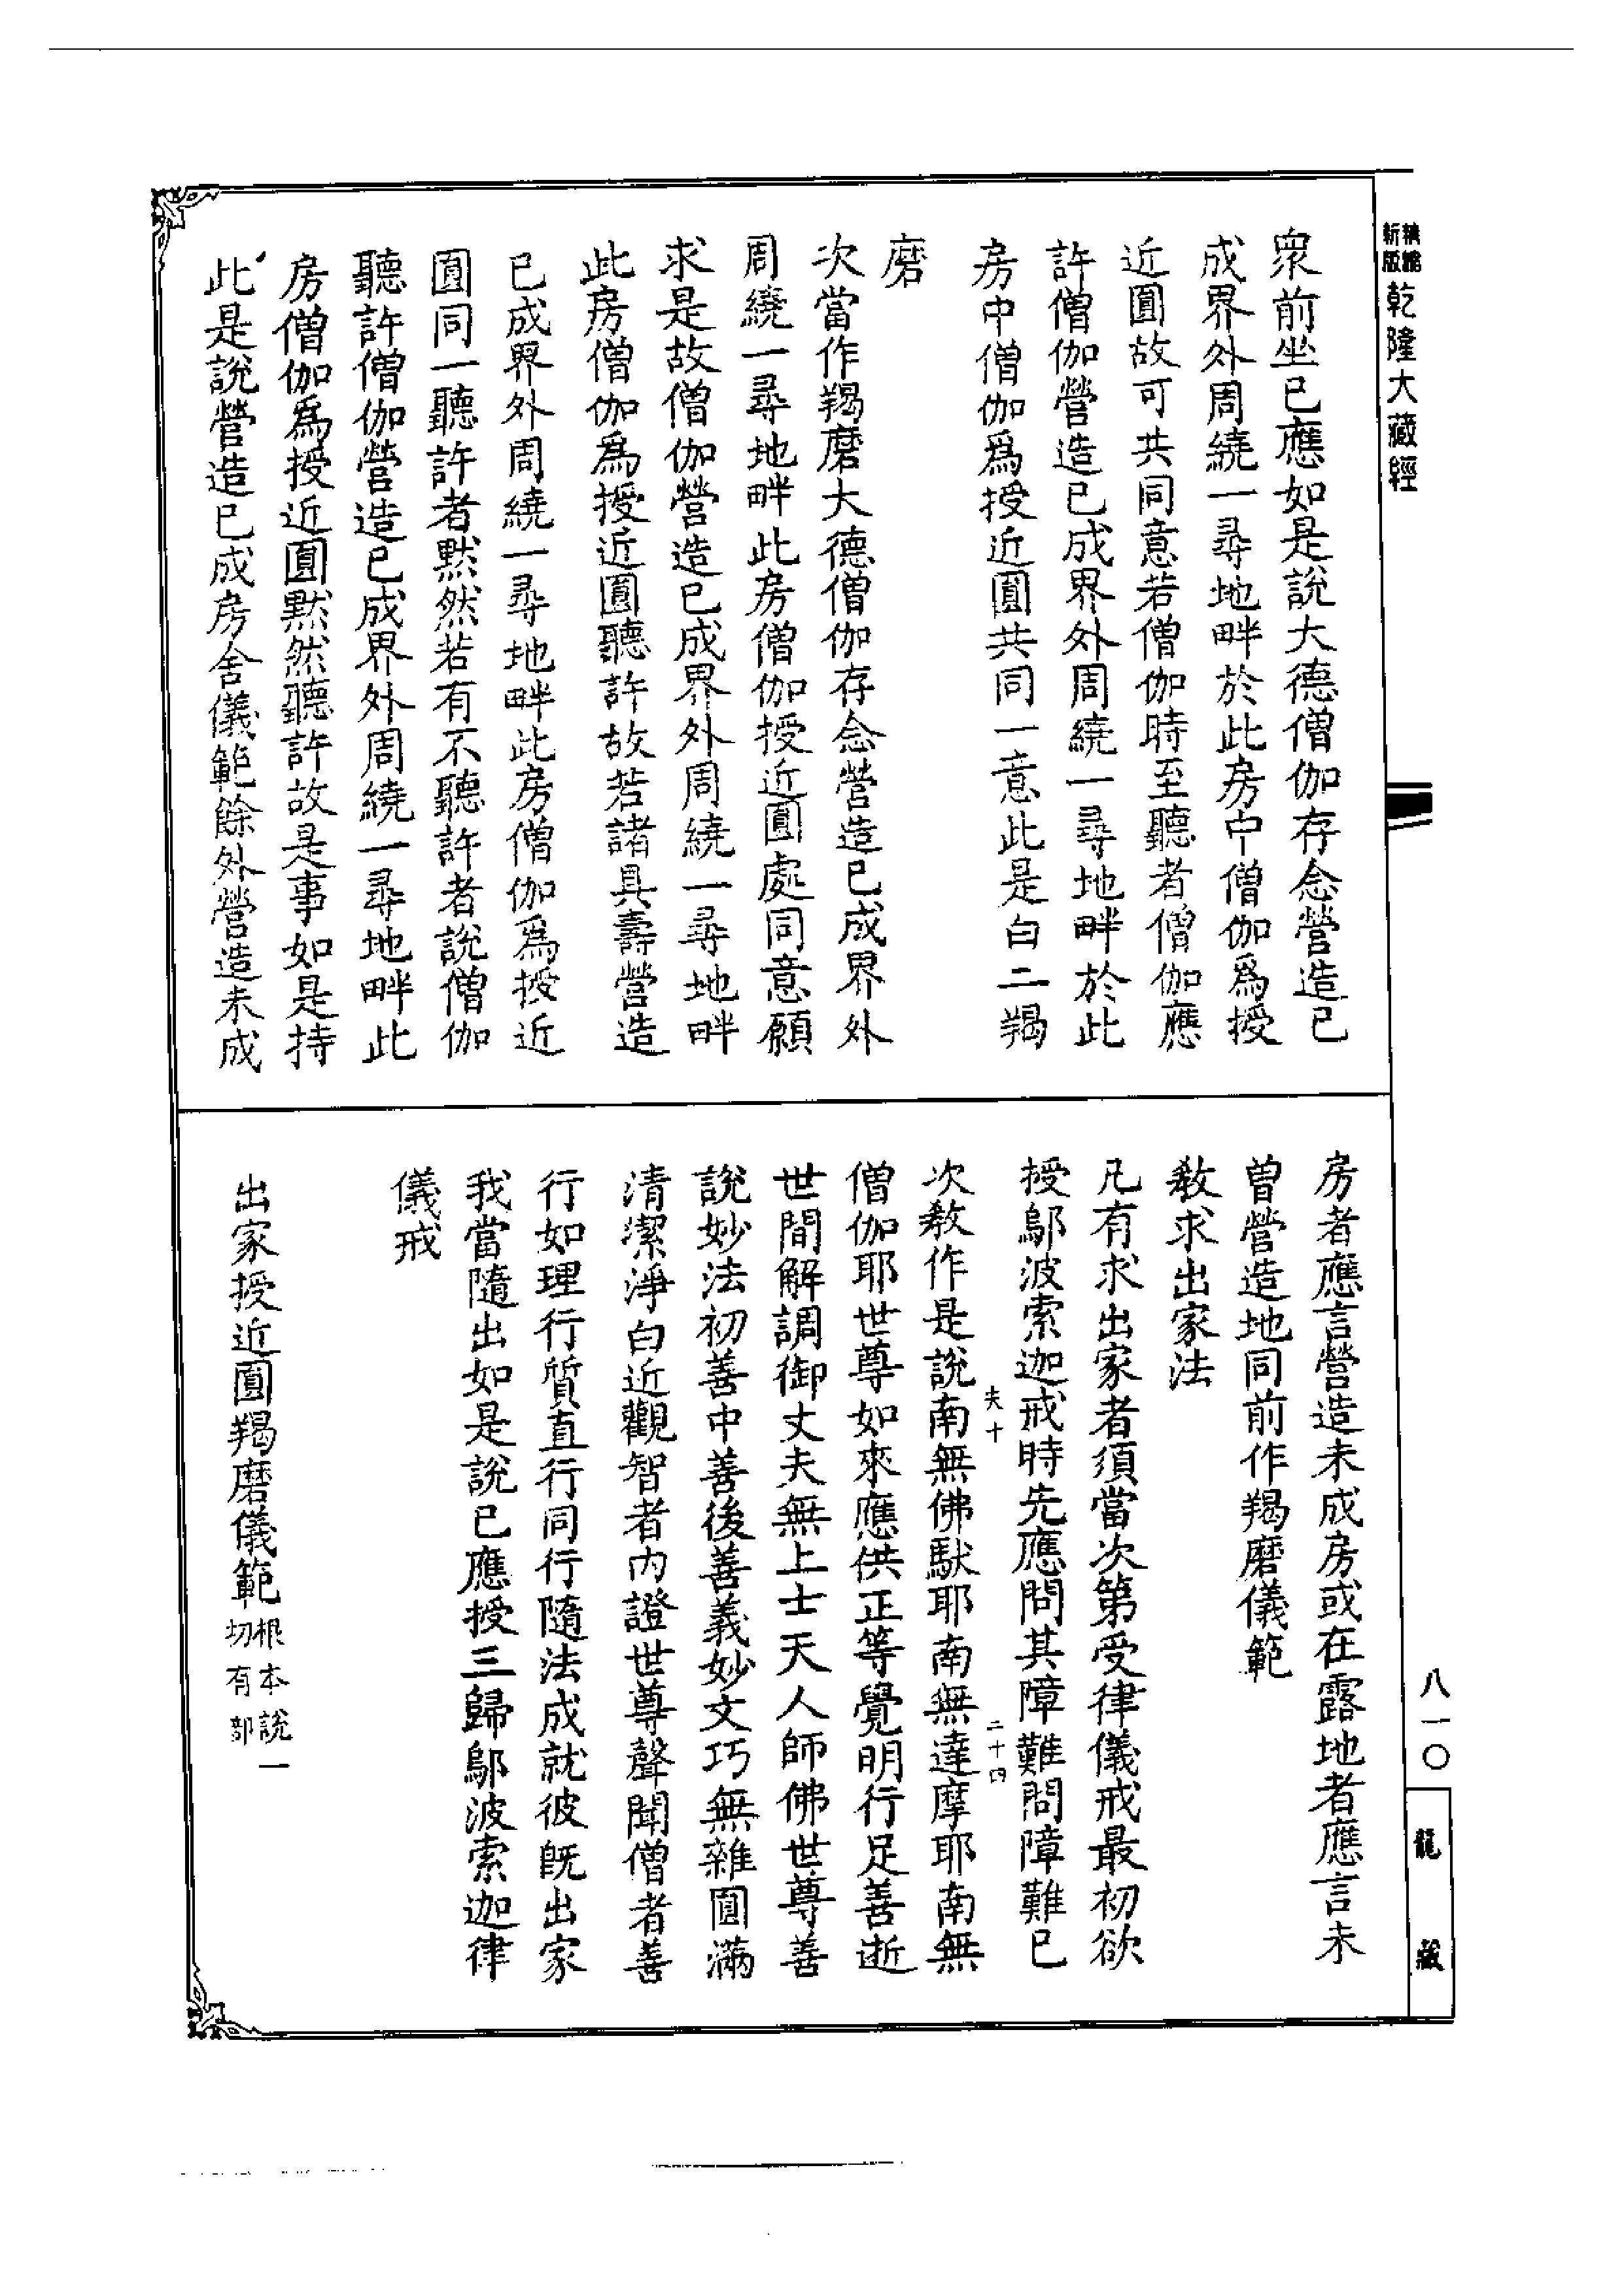 新版精縮乾隆大藏經
衆前坐已應如是說大德僧伽存念營造已
成界外周繞一尋地畔於此房中僧伽爲授
近圓故可共同意若僧伽時至聽者僧伽應
許僧伽營造已成界外周繞一尋地畔於此
房中僧伽爲授近圓共同一意此是白二羯
磨
次當作羯磨大德僧伽存念營造已成界外
周繞一尋地畔此房僧伽授近圓處同意願
求是故僧伽營造已成界外周繞一尋地畔
此房僧伽爲授近圓聽許故若諸具壽營造
已成界外周繞一尋地畔此房僧伽爲授近
圓同一聽許者默然若有不聽許者說僧伽
聽許僧伽營造已成界外周繞一尋地畔此
房僧伽爲授近圓默然聽許故是事如是持
此是說營造已成房舍儀範餘外營造未成
房者應言營造未成房或在露地者應言未
曾營造地同前作羯磨儀範
敎求出家法
凡有求出家者須當次第受律儀戒最初欲
授鄔波索迦戒時先應問其障難問障難已
夾十
二十四
次敎作是說南無佛馱耶南無達摩耶南無
僧伽耶世尊如來應供正等覺明行足善逝
世間解調御丈夫無上士天人師佛世尊善
說妙法初善中善後善義妙文巧無雜圓滿
清潔淨白近觀智者內證世尊聲聞僧者善
行如理行質直行同行隨法成就彼旣出家
我當隨出如是說已應授三歸鄔波索迦律
儀戒
出家授近圓羯磨儀範根本說一
切有部
八一〇
龍藏